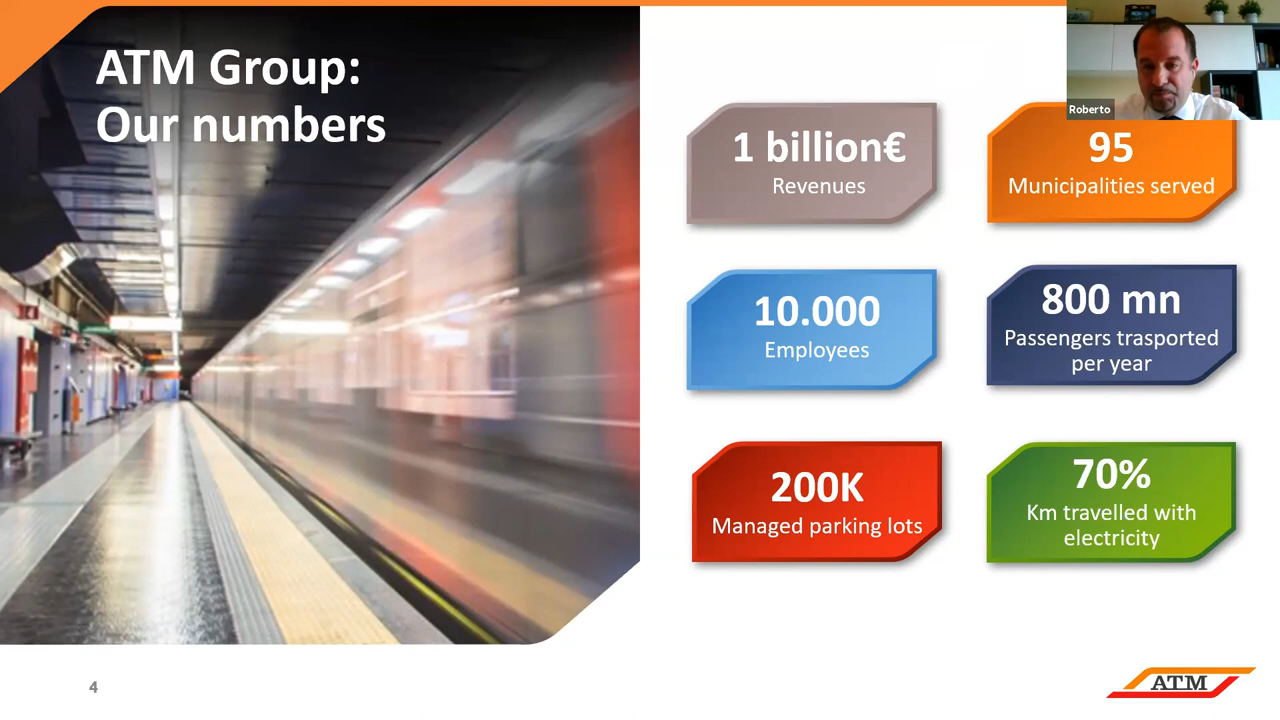 ATM Group:
Our numbers
Roberto
1 billion€
Revenues
95
Municipalities served
10.000
Employees
800 mn
Passengers trasported
per year
200K
Managed parking lots
70%
Km travelled with
electricity
4
ATM